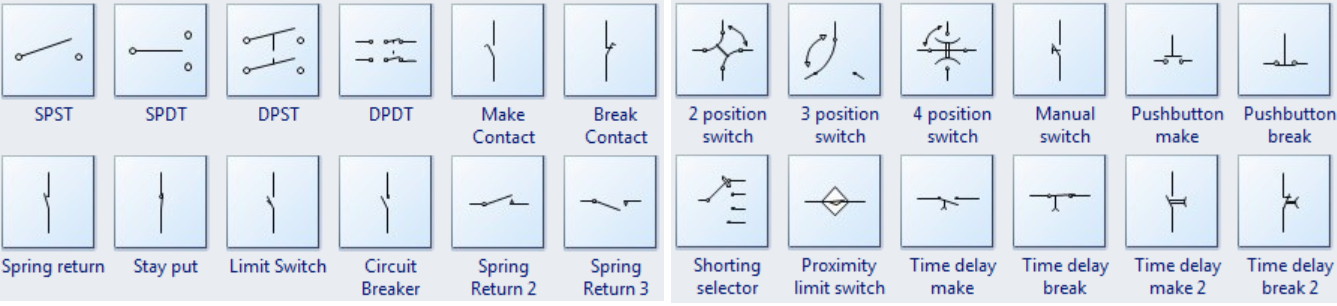 SPST SPDT DPST DPDT Make Contact Break Contact 2 position switch 3 position switch 4 position switch Manual switch Pushbutton make Pushbutton break
Spring return Stay put Limit Switch Circuit Breaker Spring Return 2 Spring Return 3 Shorting selector Proximity limit switch Time delay make Time delay break Time delay make 2 Time delay break 2